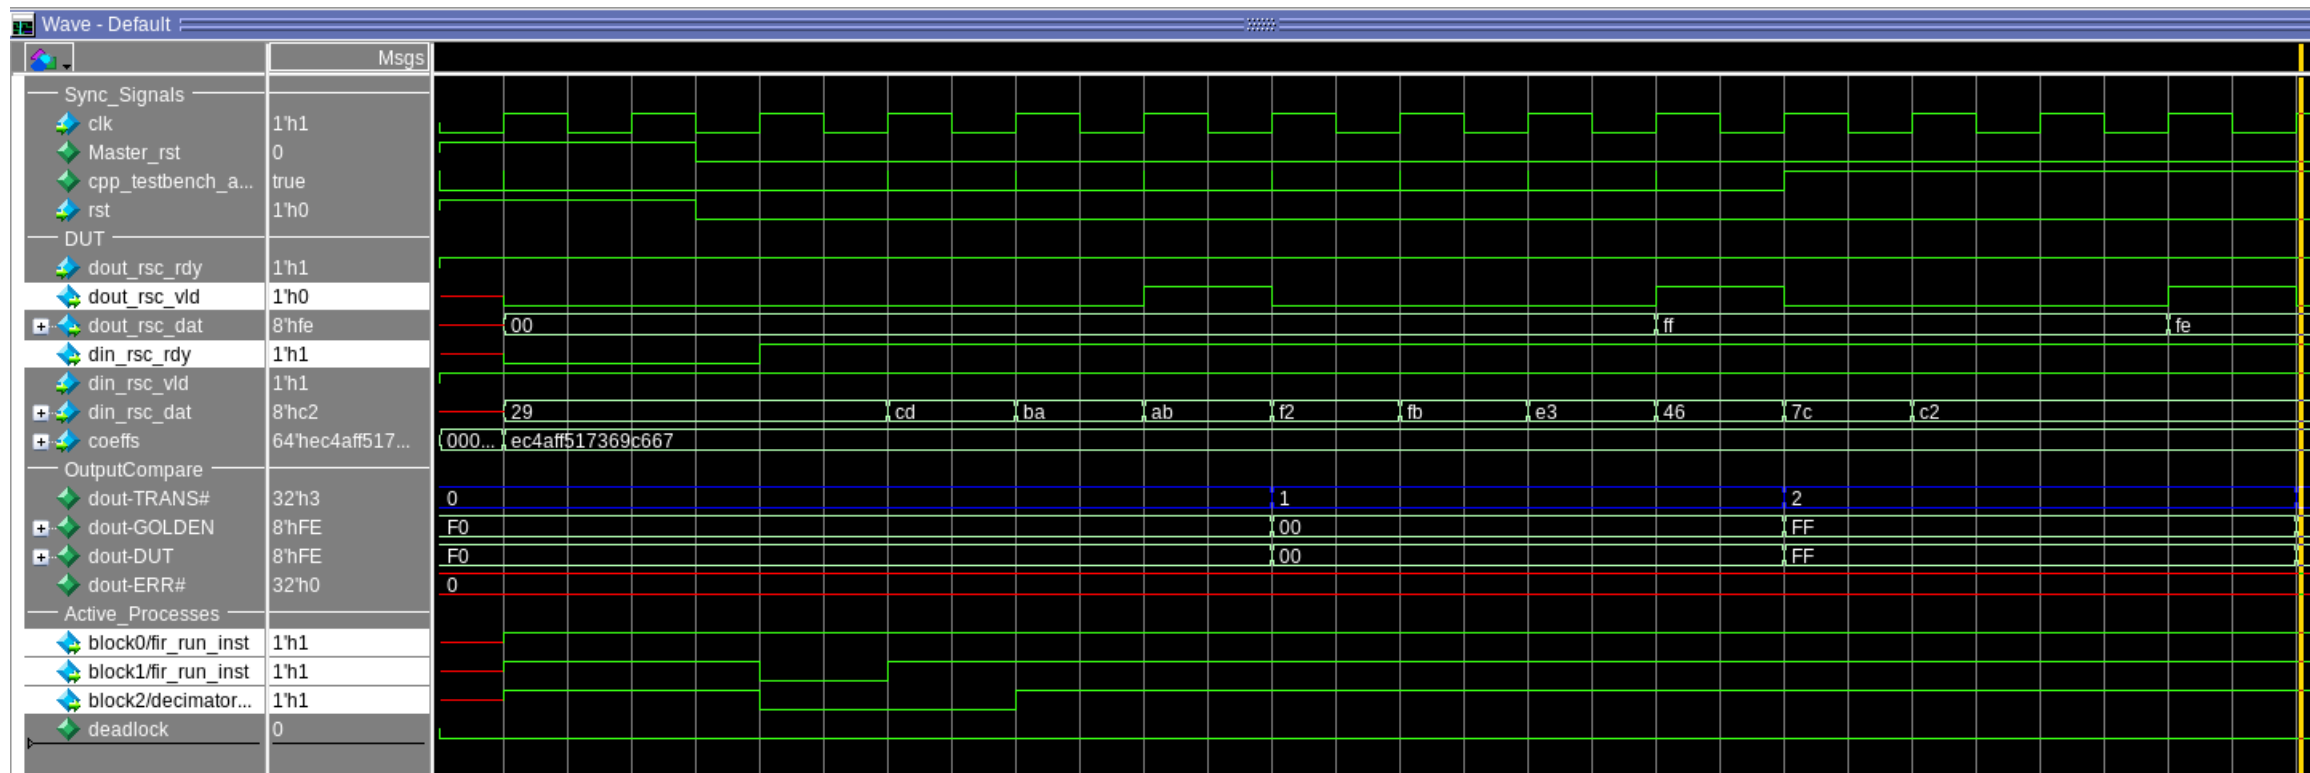 Wave - Default
Msgs
Sync_Signals
clk 1'h1
Master_rst 0
cpp_testbench_a... true
rst 1'h0
DUT
dout_rsc_rdy 1'h1
dout_rsc_vld 1'h0
dout_rsc_dat 8'hfe 00 ff fe
din_rsc_rdy 1'h1
din_rsc_vld 1'h1
din_rsc_dat 8'hc2 29 cd ba ab f2 fb e3 46 7c c2
coeffs 64'hec4aff517... 000... ec4aff517369c667
OutputCompare
dout-TRANS# 32'h3 0 1 2
dout-GOLDEN 8'hFE F0 00 FF
dout-DUT 8'hFE F0 00 FF
dout-ERR# 32'h0 0
Active_Processes
block0/fir_run_inst 1'h1
block1/fir_run_inst 1'h1
block2/decimator... 1'h1
deadlock 0